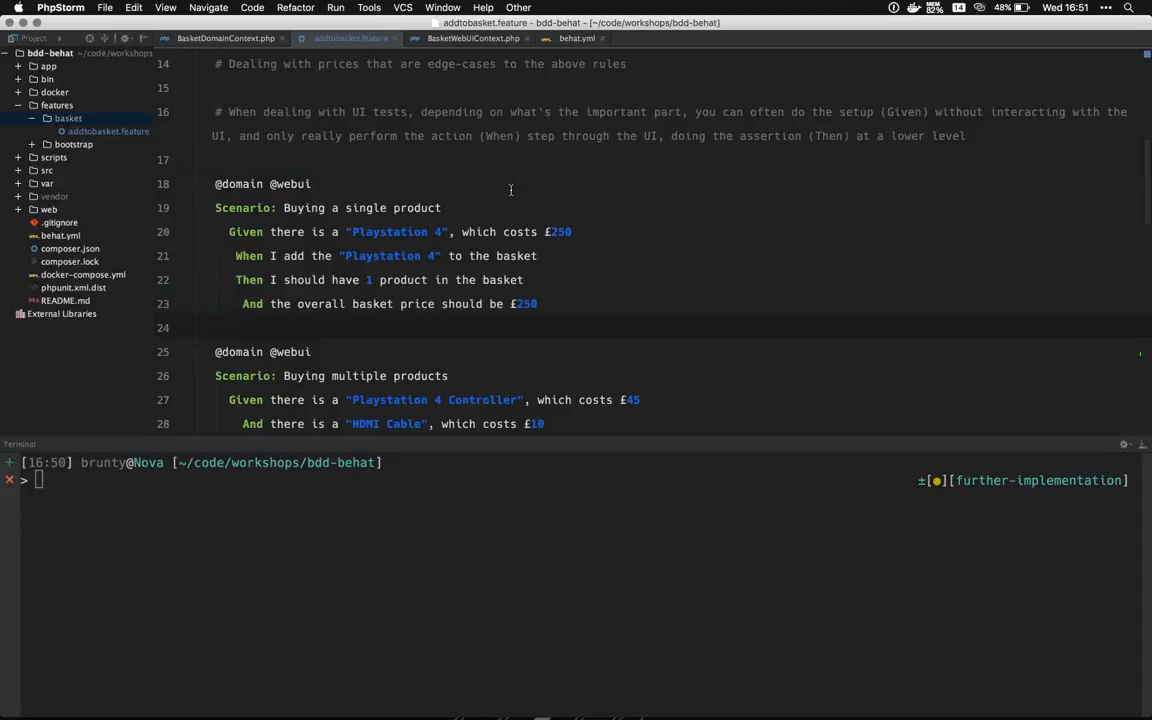 PhpStorm File Edit View Navigate Code Refactor Run Tools VCS Window Help Other MEM 82% 14 48% Wed 16:51
addtobasket.feature - bdd-behat - [~/code/workshops/bdd-behat]
Project BasketDomainContext.php addtobasket.feature BasketWebUiContext.php behat.yml
bdd-behat ~/code/workshops
app
bin
docker
features
basket
addtobasket.feature
bootstrap
scripts
src
var
vendor
web
.gitignore
behat.yml
composer.json
composer.lock
docker-compose.yml
phpunit.xml.dist
README.md
External Libraries
14 # Dealing with prices that are edge-cases to the above rules
15
16 # When dealing with UI tests, depending on what's the important part, you can often do the setup (Given) without interacting with the
UI, and only really perform the action (When) step through the UI, doing the assertion (Then) at a lower level
17
18 @domain @webui
19 Scenario: Buying a single product
20 Given there is a "Playstation 4", which costs £250
21 When I add the "Playstation 4" to the basket
22 Then I should have 1 product in the basket
23 And the overall basket price should be £250
24
25 @domain @webui
26 Scenario: Buying multiple products
27 Given there is a "Playstation 4 Controller", which costs £45
28 And there is a "HDMI Cable", which costs £10
Terminal
[16:50] brunty@Nova [~/code/workshops/bdd-behat]
> ±[●][further-implementation]